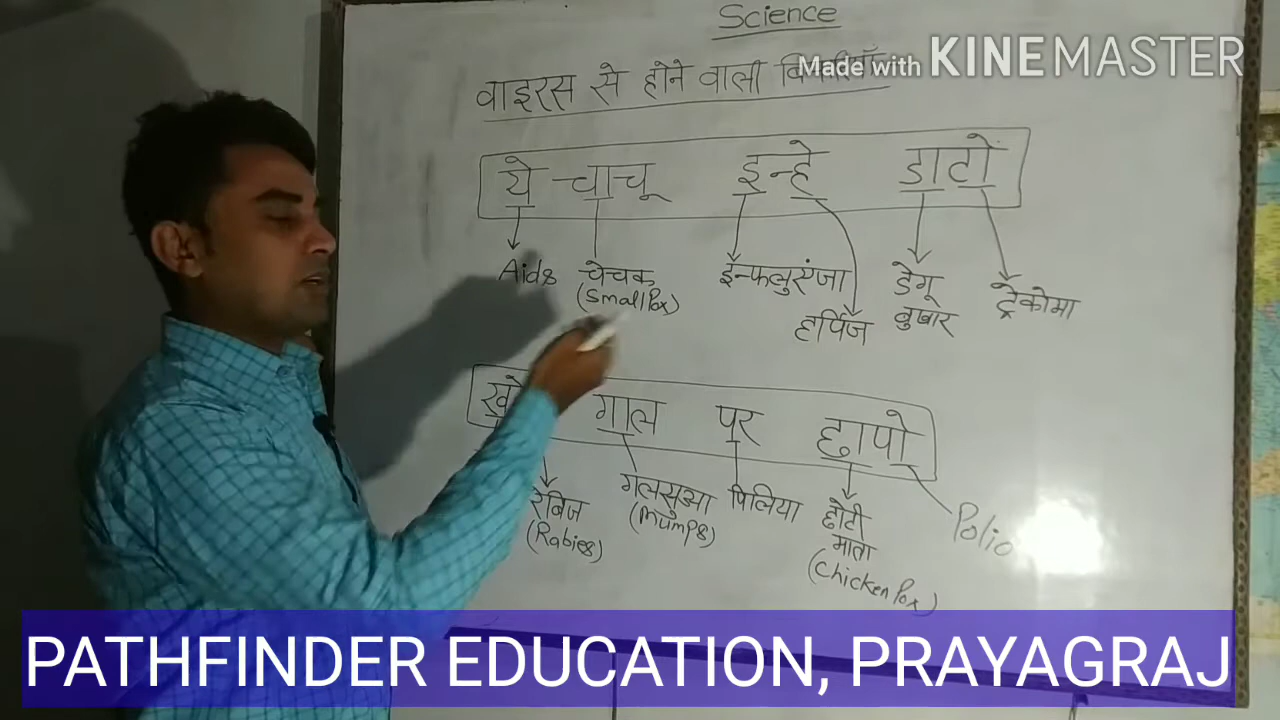 Science
Made with KINEMASTER
वाइरस से होने वाली
ये चाचू इन्हे डाटो
Aids चेचक इन्फ्लुएंजा डेगू ट्रेकोमा
(SmallPox) हर्पिज बुखार
गाल पर छापो
रेबिज गलसुआ पिलिया छोटी Polio
(Rabies) (Mumps) माता
(Chicken Pox)
PATHFINDER EDUCATION, PRAYAGRAJ